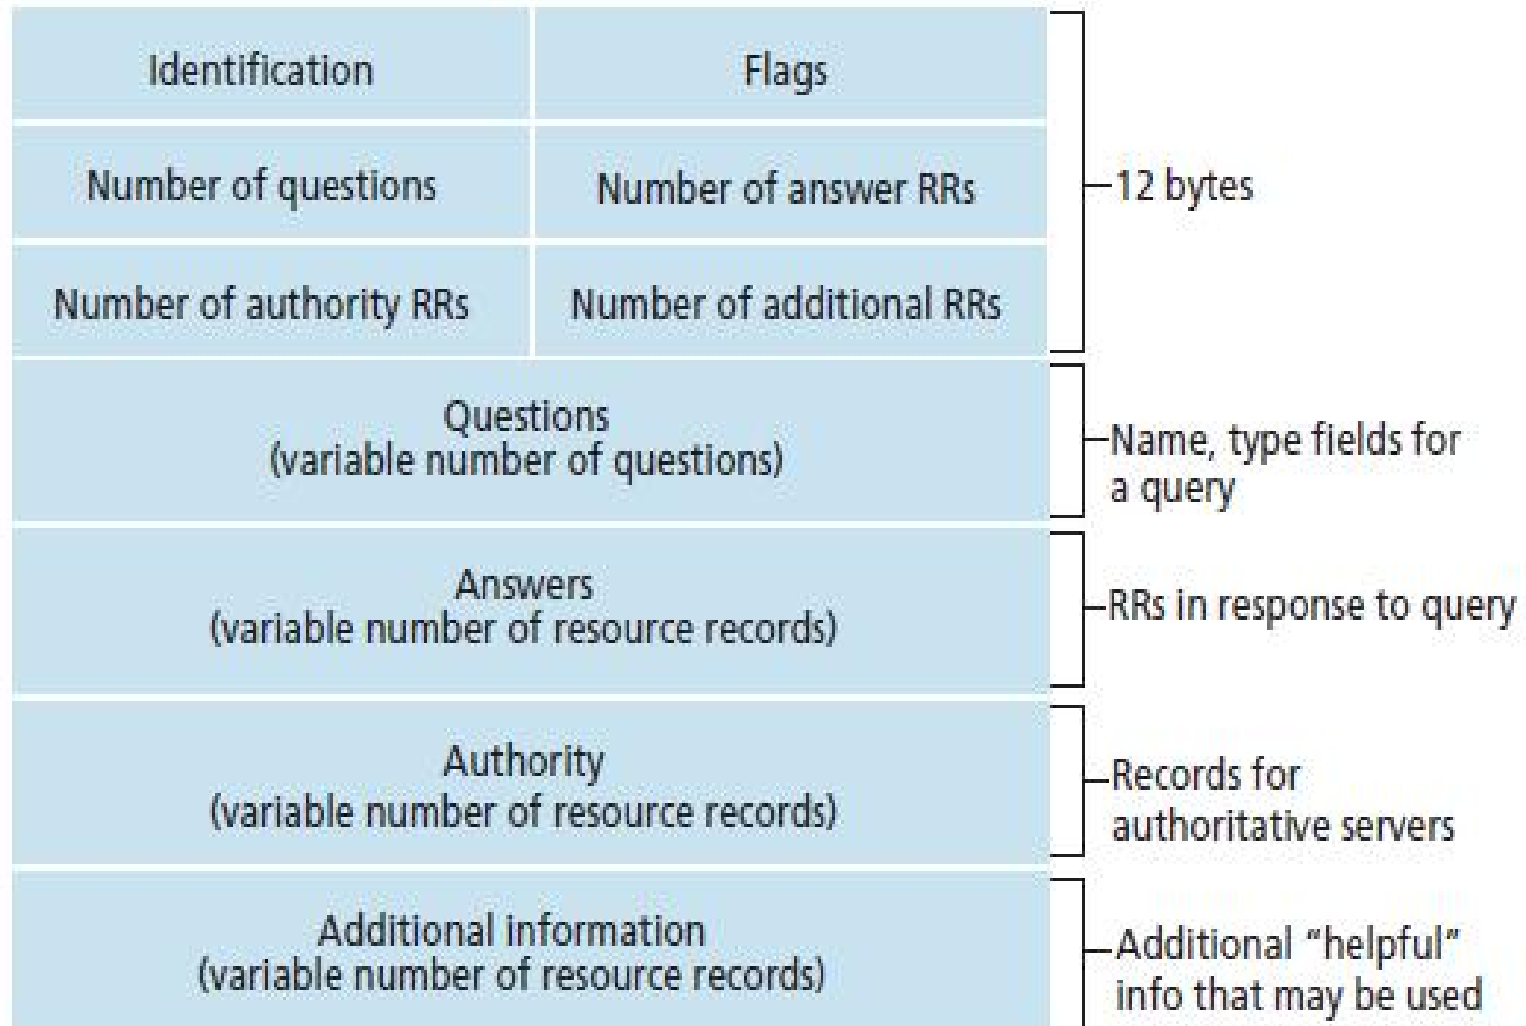 Identification
Flags
Number of questions
Number of answer RRs
12 bytes
Number of authority RRs
Number of additional RRs
Questions
(variable number of questions)
Name, type fields for
a query
Answers
(variable number of resource records)
RRs in response to query
Authority
(variable number of resource records)
Records for
authoritative servers
Additional information
(variable number of resource records)
Additional “helpful”
info that may be used